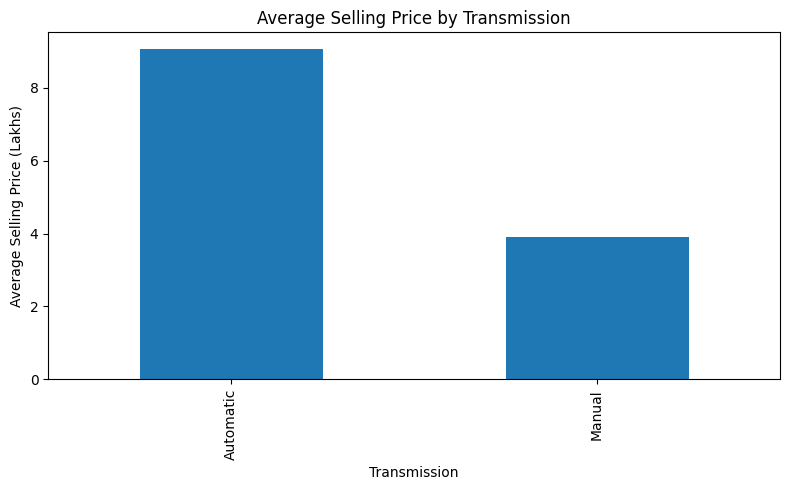 Average Selling Price by Transmission
Average Selling Price (Lakhs)
8
6
4
2
0
Automatic
Manual
Transmission